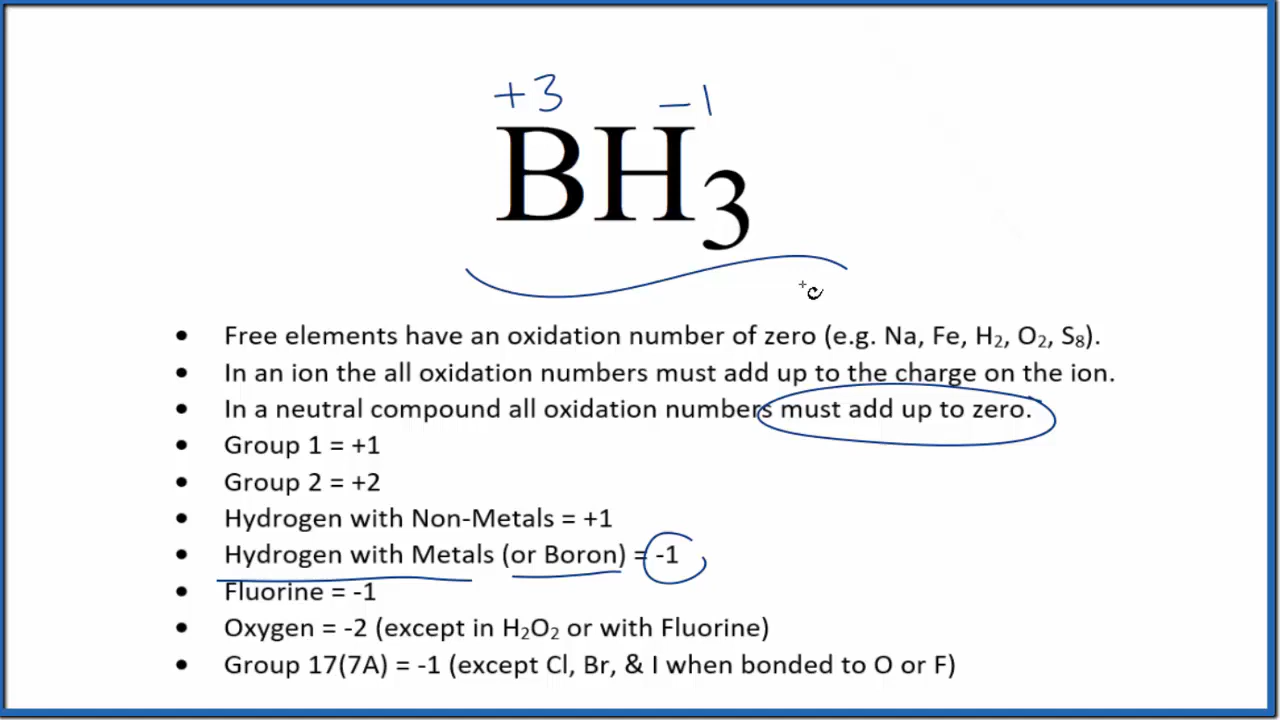 +3 -1
BH₃
• Free elements have an oxidation number of zero (e.g. Na, Fe, H₂, O₂, S₈).
• In an ion the all oxidation numbers must add up to the charge on the ion.
• In a neutral compound all oxidation numbers must add up to zero.
• Group 1 = +1
• Group 2 = +2
• Hydrogen with Non-Metals = +1
• Hydrogen with Metals (or Boron) = -1
• Fluorine = -1
• Oxygen = -2 (except in H₂O₂ or with Fluorine)
• Group 17(7A) = -1 (except Cl, Br, & I when bonded to O or F)